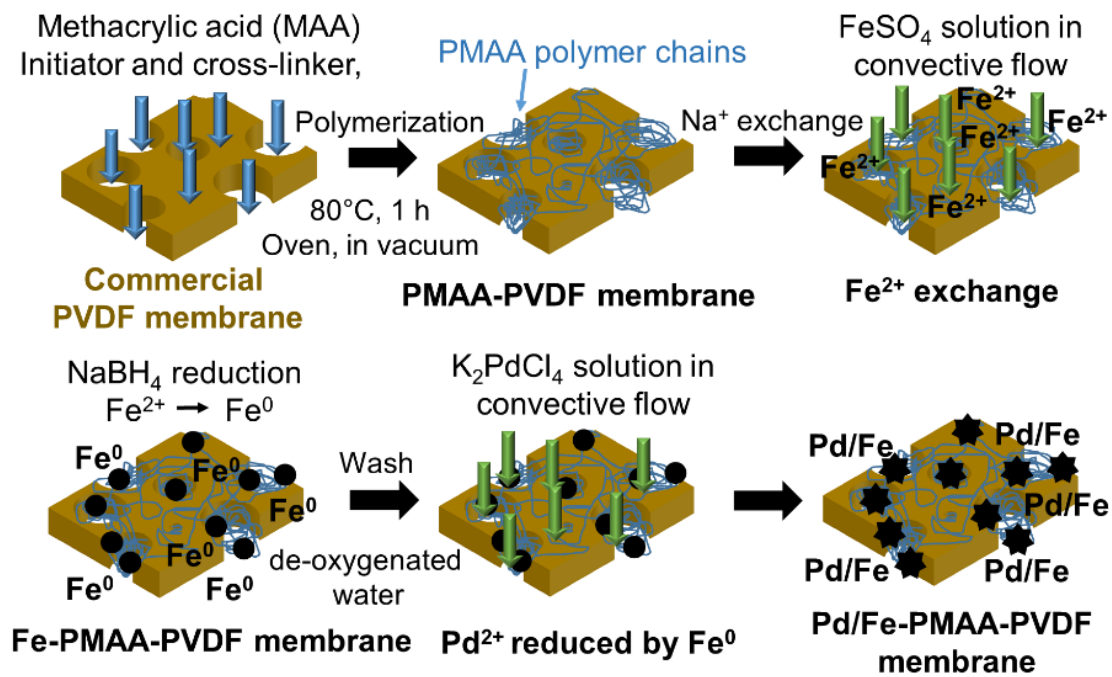 Methacrylic acid (MAA)
Initiator and cross-linker,
Commercial
PVDF membrane
Polymerization
80°C, 1 h
Oven, in vacuum
PMAA polymer chains
PMAA-PVDF membrane
Na⁺ exchange
FeSO₄ solution in
convective flow
Fe²⁺
Fe²⁺
Fe²⁺
Fe²⁺
Fe²⁺
Fe²⁺ exchange
NaBH₄ reduction
Fe²⁺ → Fe⁰
Fe⁰
Fe⁰
Fe⁰
Fe⁰
Fe⁰
Fe⁰
Fe-PMAA-PVDF membrane
Wash
de-oxygenated
water
K₂PdCl₄ solution in
convective flow
Pd²⁺ reduced by Fe⁰
Pd/Fe
Pd/Fe
Pd/Fe
Pd/Fe
Pd/Fe
Pd/Fe-PMAA-PVDF
membrane